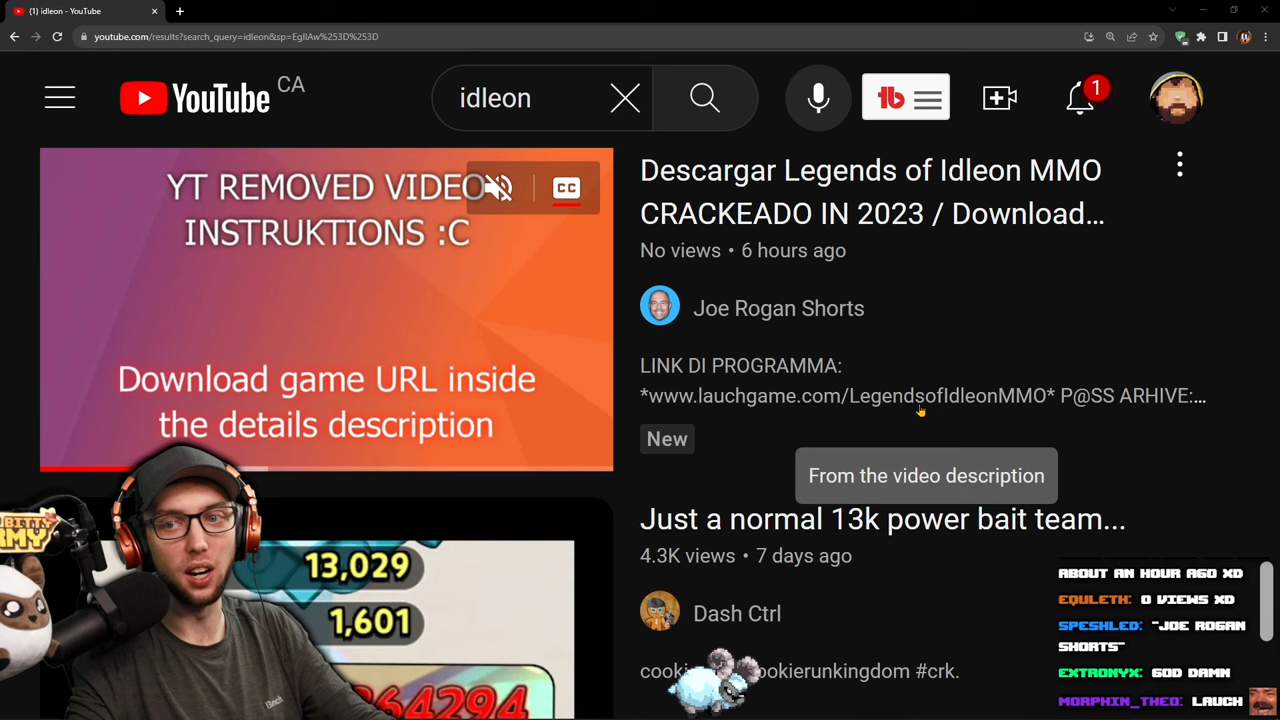 (1) idleon - YouTube
youtube.com/results?search_query=idleon&sp=EgIIAw%253D%253D
YouTube CA
idleon
1
YT REMOVED VIDEO
INSTRUKTIONS :C
CC
Download game URL inside
the details description
Descargar Legends of Idleon MMO
CRACKEADO IN 2023 / Download...
No views • 6 hours ago
Joe Rogan Shorts
LINK DI PROGRAMMA:
*www.lauchgame.com/LegendsofIdleonMMO* P@SS ARHIVE:...
New
From the video description
Just a normal 13k power bait team...
4.3K views • 7 days ago
Dash Ctrl
#crk.
13,029
1,601
ABOUT AN HOUR AGO XD
EQULETH: 0 VIEWS XD
SPESHLED: "JOE ROGAN
SHORTS"
EXTRONYX: GOD DAMN
MORPHIN_THEO: LAUCH